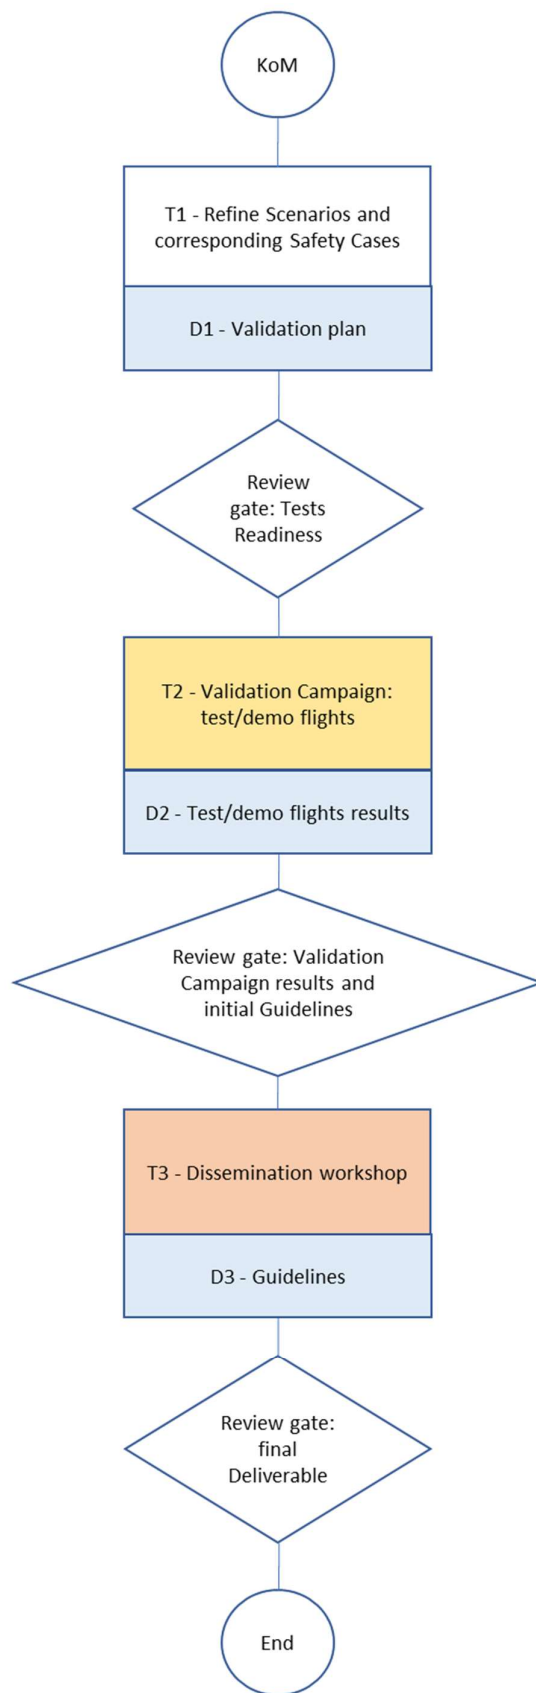 KoM
T1 - Refine Scenarios and
corresponding Safety Cases
D1 - Validation plan
Review
gate: Tests
Readiness
T2 - Validation Campaign:
test/demo flights
D2 - Test/demo flights results
Review gate: Validation
Campaign results and
initial Guidelines
T3 - Dissemination workshop
D3 - Guidelines
Review gate:
final
Deliverable
End